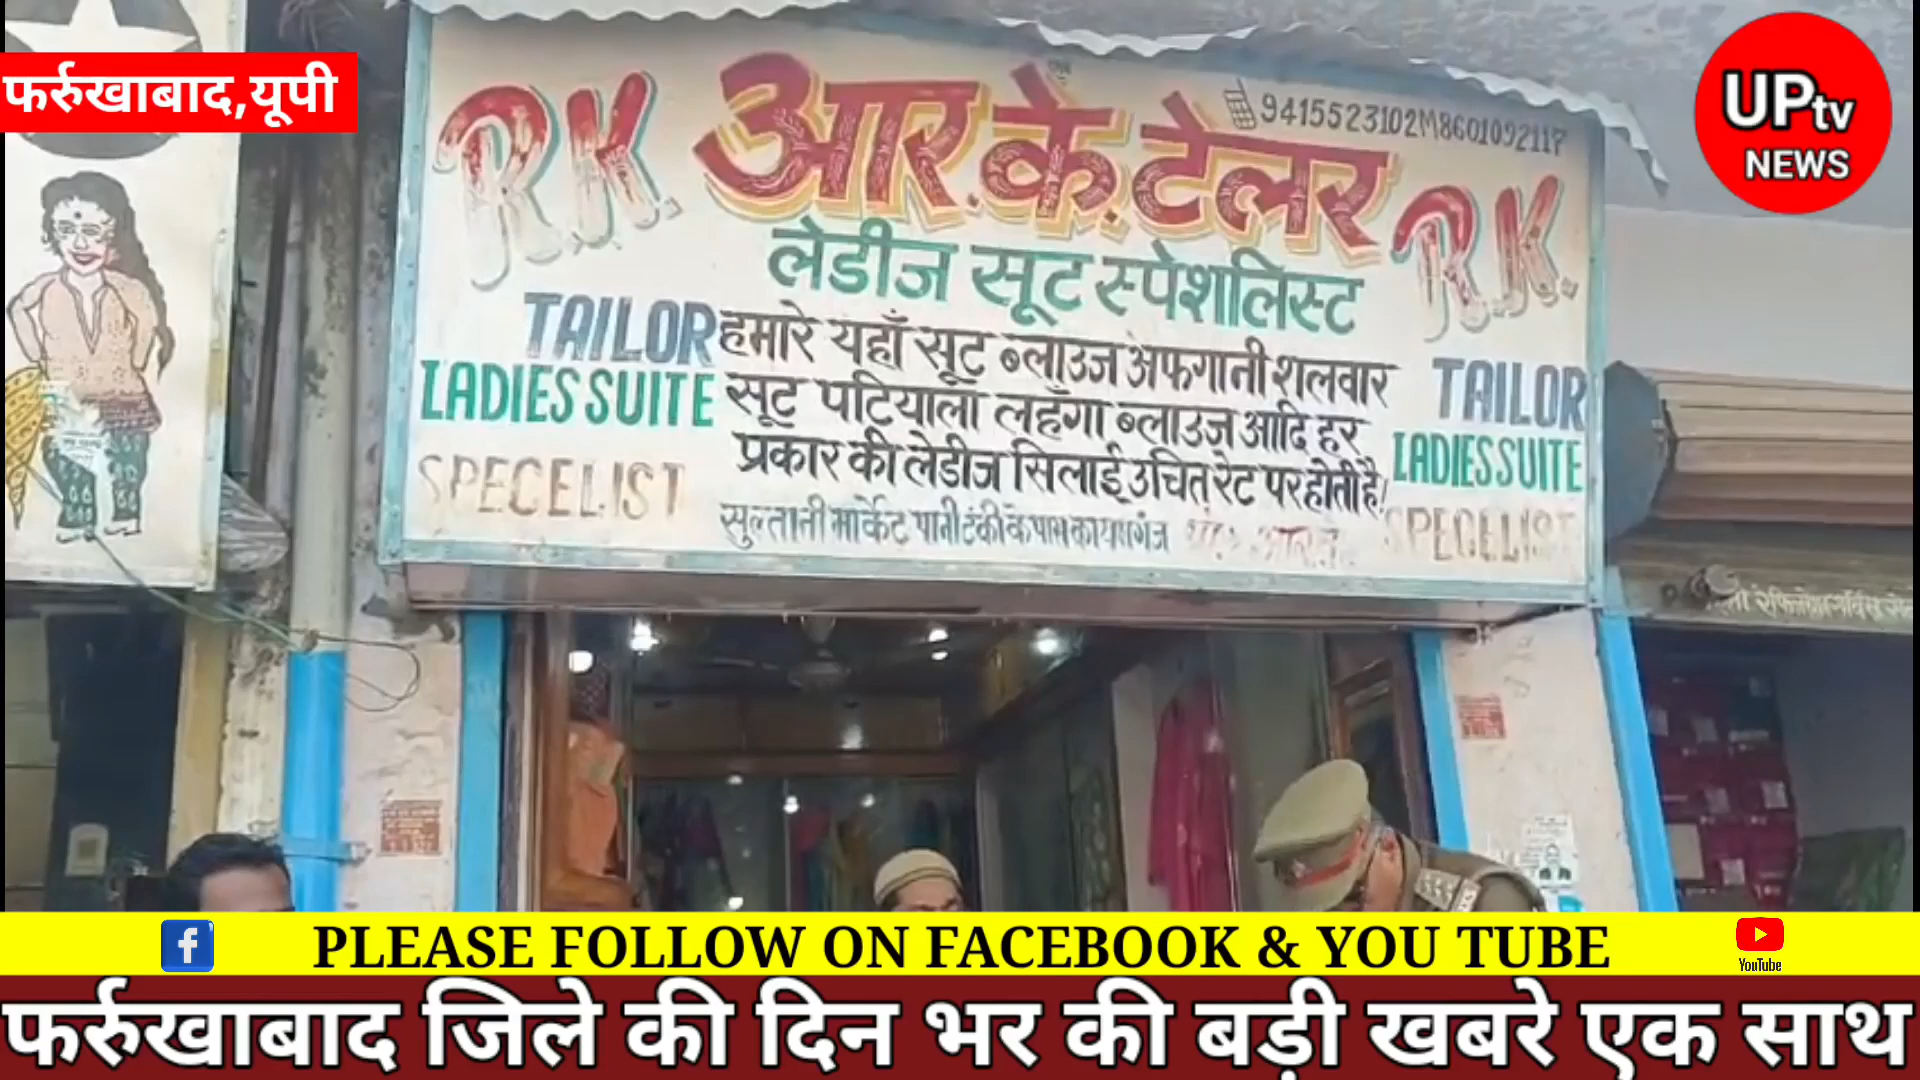 फर्रुखाबाद,यूपी
UPtv
NEWS
9415523102 M8601092117
R.K. आर.के. टेलर R.K.
लेडीज सूट स्पेशलिस्ट
TAILOR हमारे यहाँ सूट ब्लाउज अफगानी शलवार TAILOR
LADIES SUITE सूट पटियाला लहँगा ब्लाउज आदि हर LADIES SUITE
SPECELIST प्रकार की लेडीज सिलाई उचित रेट पर होती है! SPECELIST
सुल्तानी मार्केट पानी टंकी के पास कायमगंज
PLEASE FOLLOW ON FACEBOOK & YOU TUBE
YouTube
फर्रुखाबाद जिले की दिन भर की बड़ी खबरे एक साथ